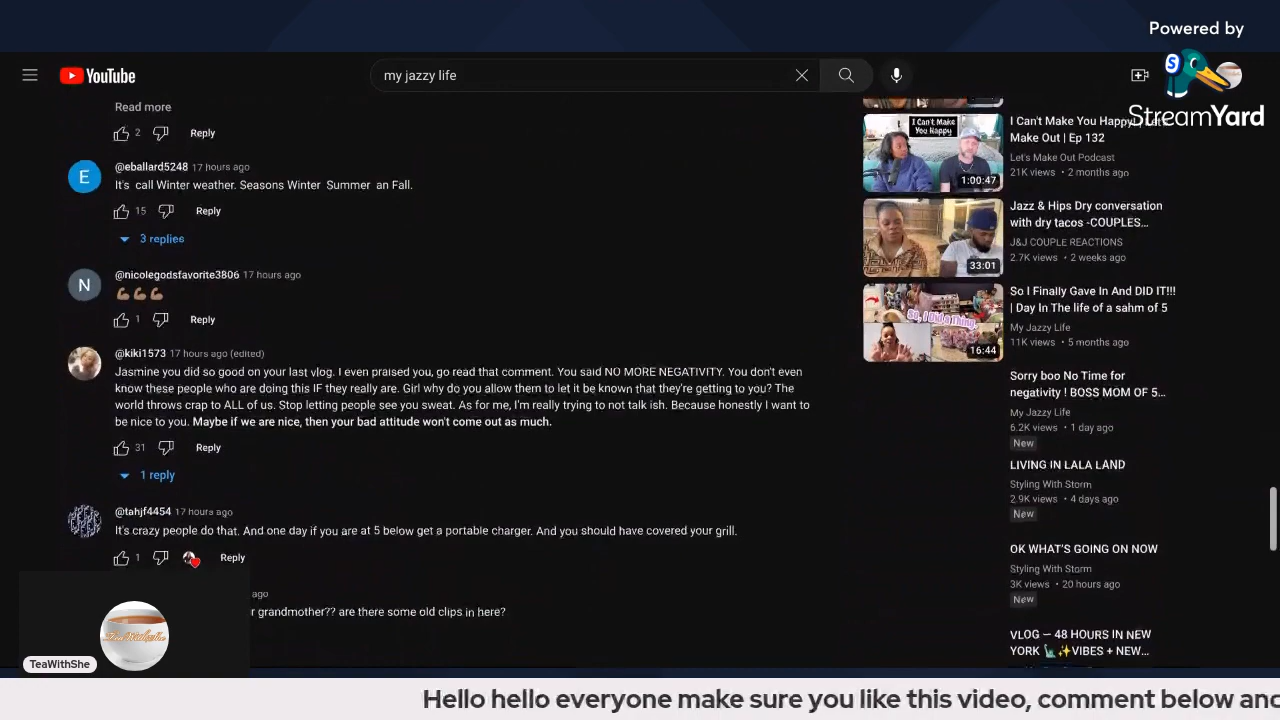 Powered by
YouTube
my jazzy life
S
StreamYard
Read more
2 Reply
E
@eballard5248 17 hours ago
It's call Winter weather. Seasons Winter Summer an Fall.
15 Reply
3 replies
N
@nicolegodsfavorite3806 17 hours ago
💪🏽💪🏽💪🏽
1 Reply
@kiki1573 17 hours ago (edited)
Jasmine you did so good on your last vlog. I even praised you, go read that comment. You said NO MORE NEGATIVITY. You don't even
know these people who are doing this IF they really are. Girl why do you allow them to let it be known that they're getting to you? The
world throws crap to ALL of us. Stop letting people see you sweat. As for me, I'm really trying to not talk ish. Because honestly I want to
be nice to you. Maybe if we are nice, then your bad attitude won't come out as much.
31 Reply
1 reply
@tahjf4454 17 hours ago
It's crazy people do that. And one day if you are at 5 below get a portable charger. And you should have covered your grill.
1 Reply
ago
r grandmother?? are there some old clips in here?
I Can't Make
You Happy
1:00:47
I Can't Make You Happy
Make Out | Ep 132
Let's Make Out Podcast
21K views • 2 months ago
33:01
Jazz & Hips Dry conversation
with dry tacos -COUPLES...
J&J COUPLE REACTIONS
2.7K views • 2 weeks ago
So, I Did a Thing.
16:44
So I Finally Gave In And DID IT!!!
| Day In The life of a sahm of 5
My Jazzy Life
11K views • 5 months ago
Sorry boo No Time for
negativity ! BOSS MOM OF 5...
My Jazzy Life
6.2K views • 1 day ago
New
LIVING IN LALA LAND
Styling With Storm
2.9K views • 4 days ago
New
OK WHAT'S GOING ON NOW
Styling With Storm
3K views • 20 hours ago
New
VLOG – 48 HOURS IN NEW
YORK 🗽✨VIBES + NEW...
TeaWithShe
TeaWithShe
Hello hello everyone make sure you like this video, comment below and